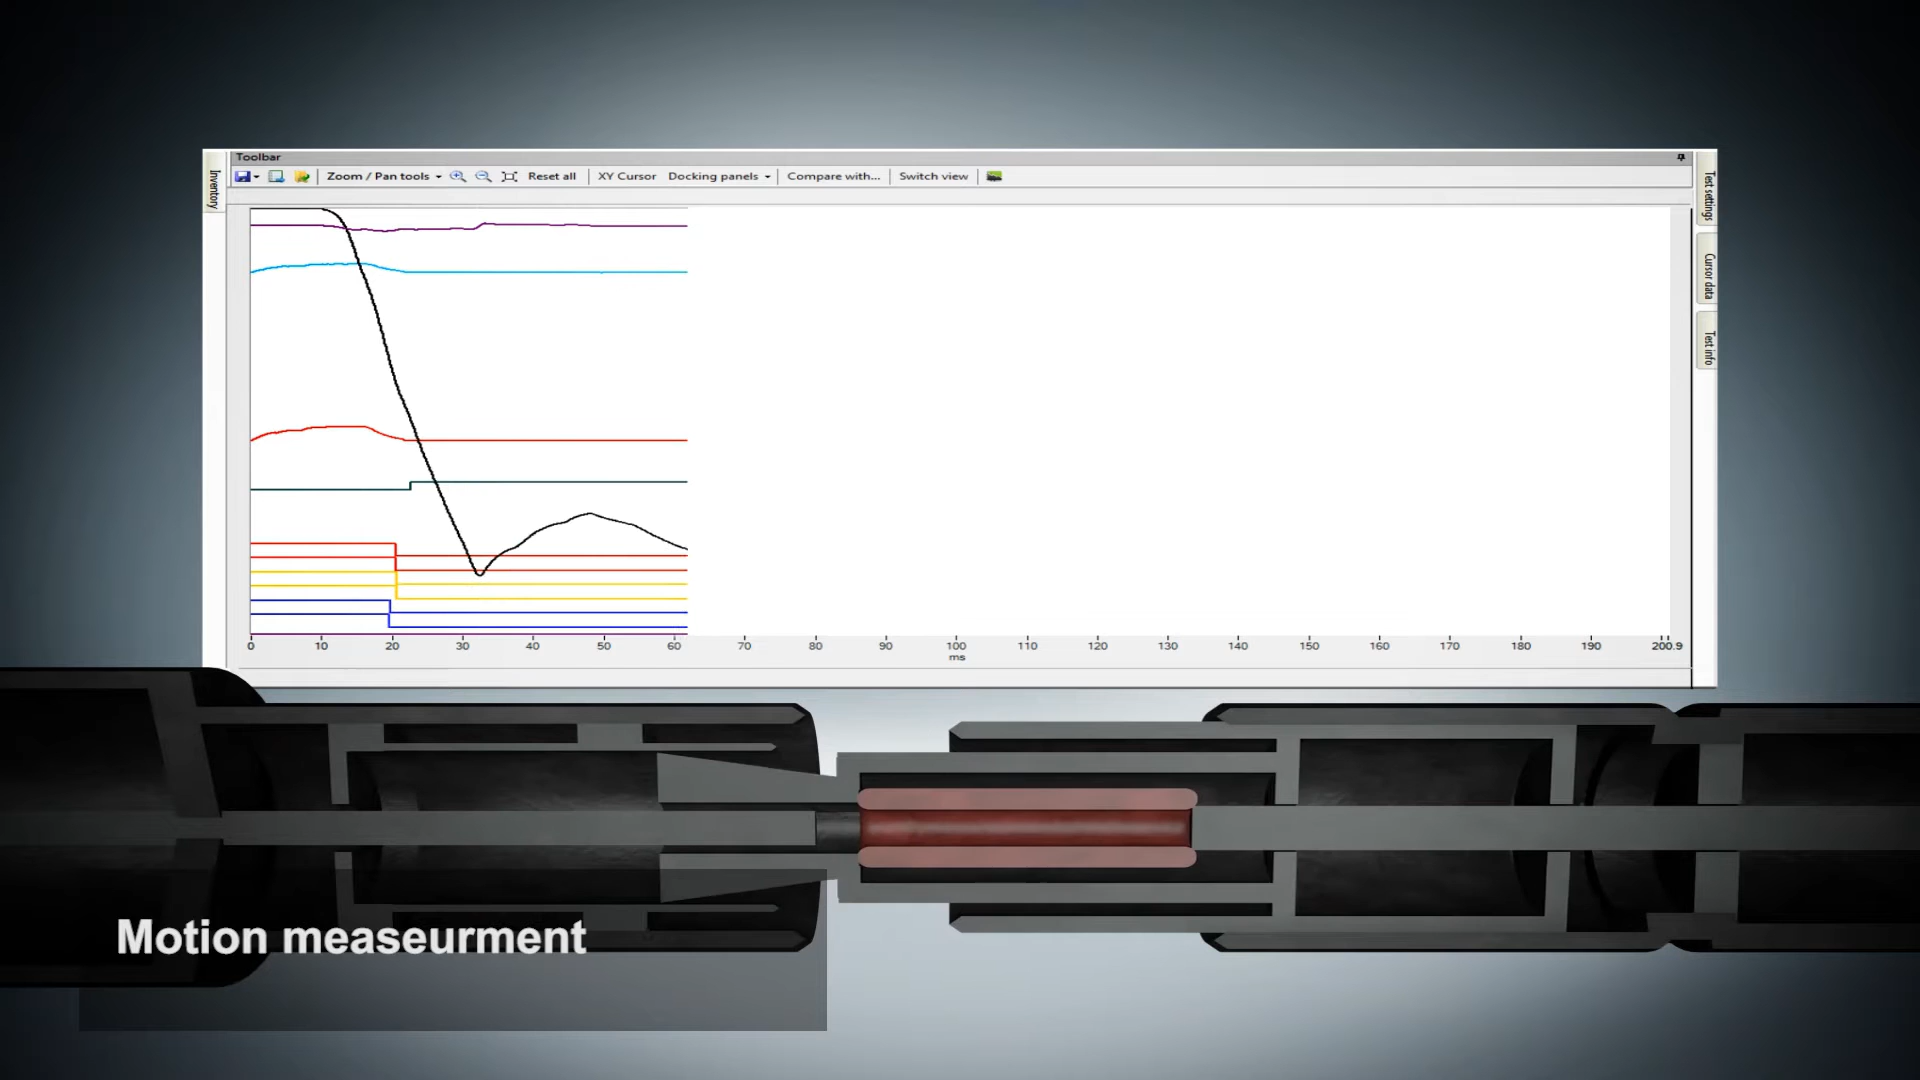 Toolbar
Inventory
Zoom / Pan tools
Reset all
XY Cursor
Docking panels
Compare with...
Switch view
Test settings
Cursor data
Test info
0 10 20 30 40 50 60 70 80 90 100 110 120 130 140 150 160 170 180 190 200.9
ms
Motion measeurment